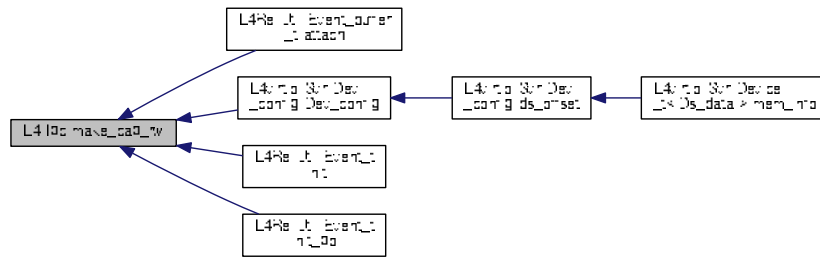 L4Re::Util::Event_buffer
_t::attach
L4virtio::Svr::Dev
_config::Dev_config
L4virtio::Svr::Dev
_config::ds_offset
L4virtio::Svr::Device
_t< Ds_data >::mem_info
L4::Ipc::make_cap_rw
L4Re::Util::Event_t
::init
L4Re::Util::Event_t